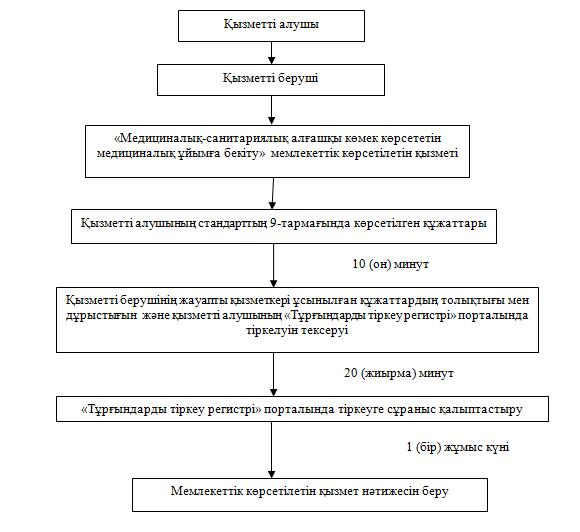 Қызметті алушы
Қызметті беруші
«Медициналық-санитариялық алғашқы көмек көрсететін
медициналық ұйымға бекіту» мемлекеттік көрсетілетін қызметі
Қызметті алушының стандарттың 9-тармағында көрсетілген құжаттары
10 (он) минут
Қызметті берушінің жауапты қызметкері ұсынылған құжаттардың толықтығы мен
дұрыстығын және қызметті алушының «Тұрғындарды тіркеу регистрі» порталында
тіркелуін тексеруі
20 (жиырма) минут
«Тұрғындарды тіркеу регистрі» порталында тіркеуге сұраныс қалыптастыру
1 (бір) жұмыс күні
Мемлекеттік көрсетілетін қызмет нәтижесін беру